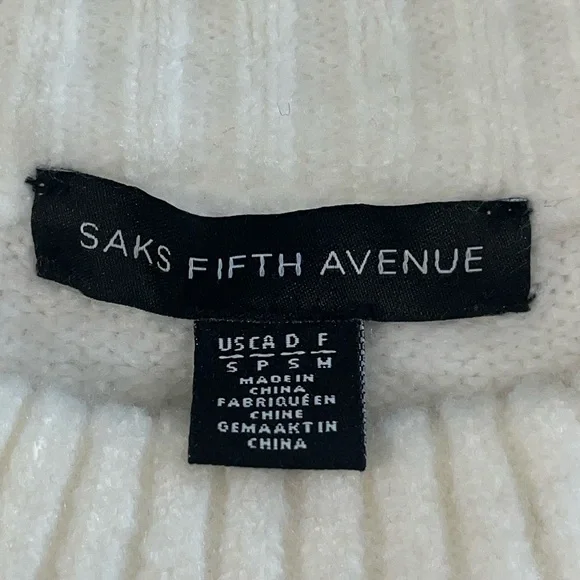 SAKS FIFTH AVENUE
US CA D F
S P S M
MADE IN
CHINA
FABRIQUÉ EN
CHINE
GEMAAKT IN
CHINA